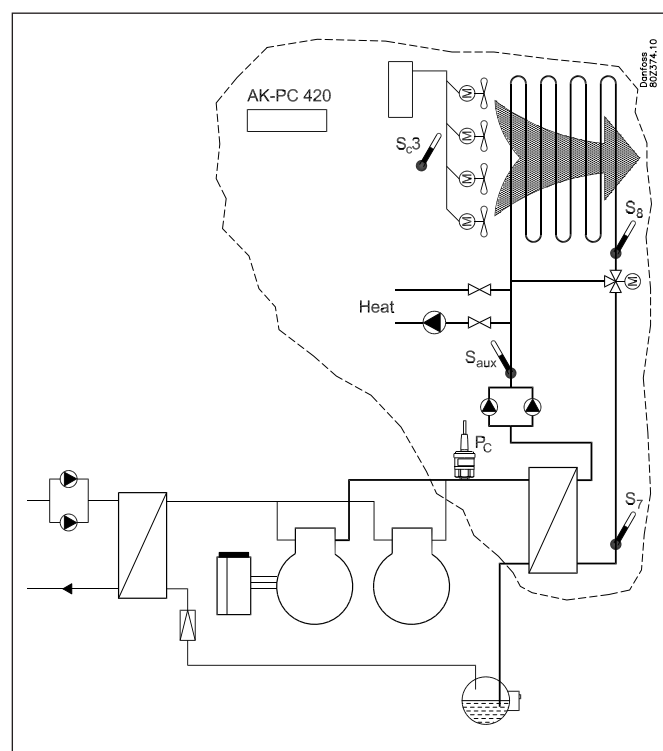 Danfoss
80Z374.10
AK-PC 420
M
M
M
M
Sc3
S8
M
Heat
Saux
Pc
S7